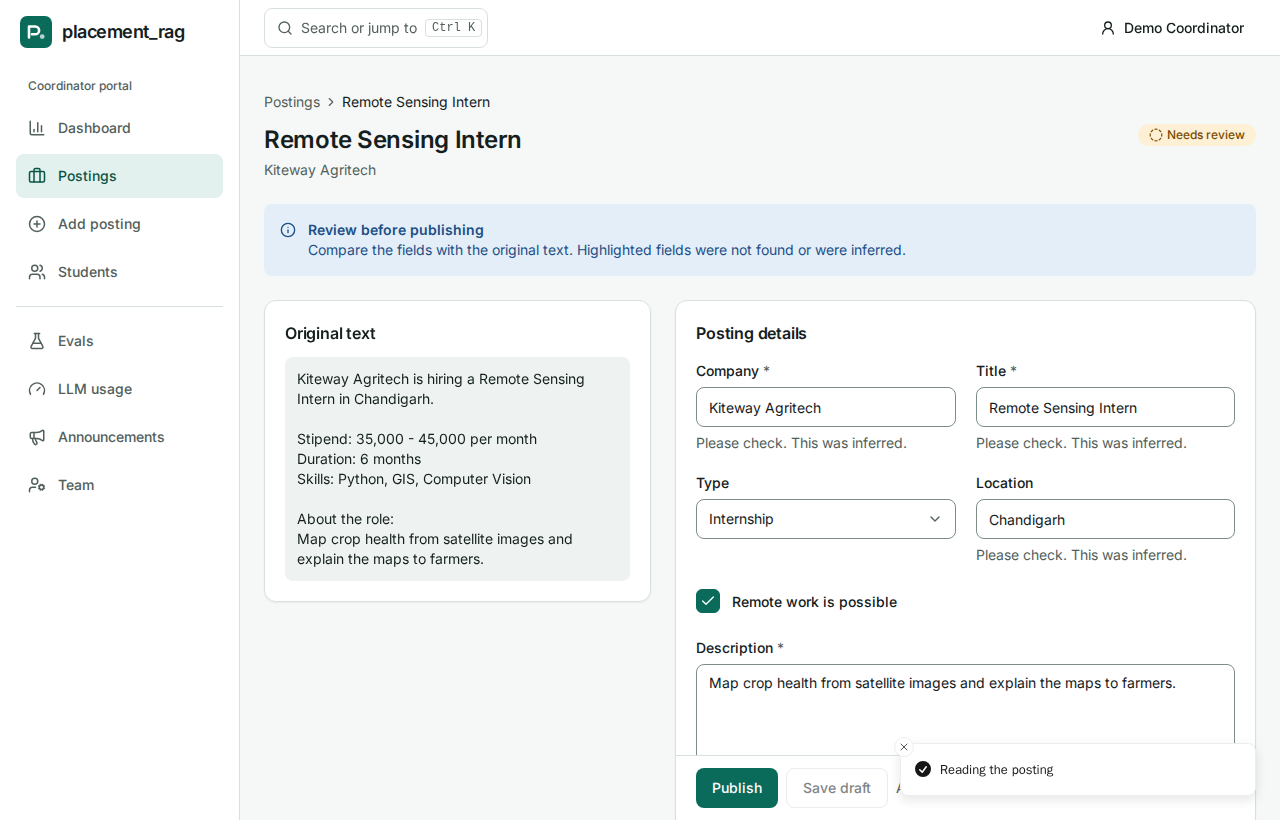 placement_rag
Search or jump to
Ctrl K
Demo Coordinator
Coordinator portal
Dashboard
Postings
Add posting
Students
Evals
LLM usage
Announcements
Team
Postings > Remote Sensing Intern
Remote Sensing Intern
Needs review
Kiteway Agritech
Review before publishing
Compare the fields with the original text. Highlighted fields were not found or were inferred.
Original text
Kiteway Agritech is hiring a Remote Sensing
Intern in Chandigarh.
Stipend: 35,000 - 45,000 per month
Duration: 6 months
Skills: Python, GIS, Computer Vision
About the role:
Map crop health from satellite images and
explain the maps to farmers.
Posting details
Company *
Kiteway Agritech
Please check. This was inferred.
Title *
Remote Sensing Intern
Please check. This was inferred.
Type
Internship
Location
Chandigarh
Please check. This was inferred.
Remote work is possible
Description *
Map crop health from satellite images and explain the maps to farmers.
Publish
Save draft
Reading the posting